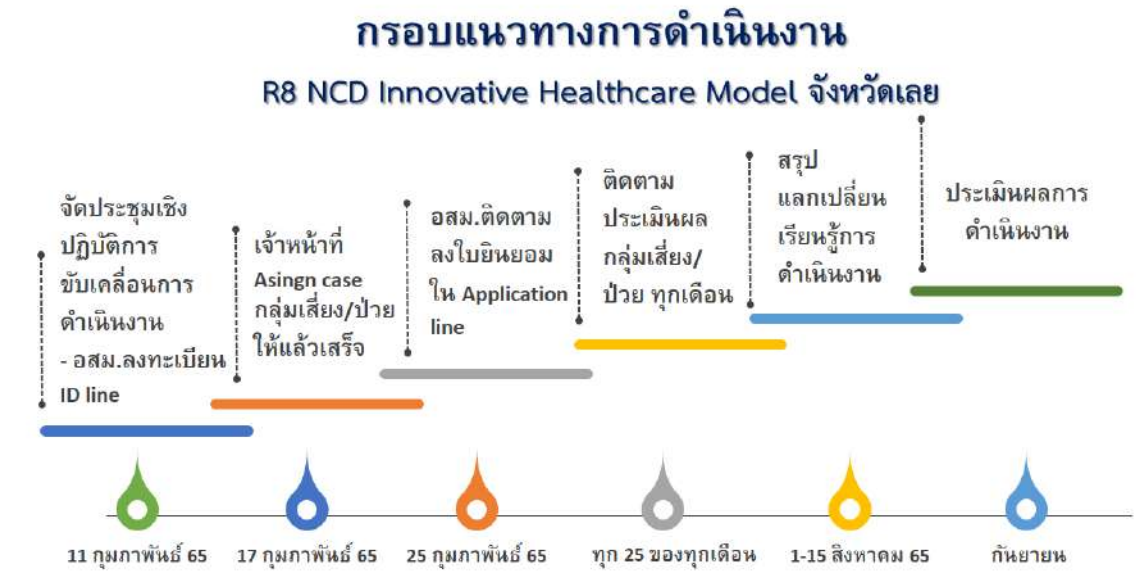 กรอบแนวทางการดำเนินงาน
R8 NCD Innovative Healthcare Model จังหวัดเลย
จัดประชุมเชิง
ปฏิบัติการ
ขับเคลื่อนการ
ดำเนินงาน
- อสม.ลงทะเบียน
ID line
เจ้าหน้าที่
Asingn case
กลุ่มเสี่ยง/ป่วย
ให้แล้วเสร็จ
อสม.ติดตาม
ลงใบยินยอม
ใน Application
line
ติดตาม
ประเมินผล
กลุ่มเสี่ยง/
ป่วย ทุกเดือน
สรุป
แลกเปลี่ยน
เรียนรู้การ
ดำเนินงาน
ประเมินผลการ
ดำเนินงาน
11 กุมภาพันธ์ 65
17 กุมภาพันธ์ 65
25 กุมภาพันธ์ 65
ทุก 25 ของทุกเดือน
1-15 สิงหาคม 65
กันยายน